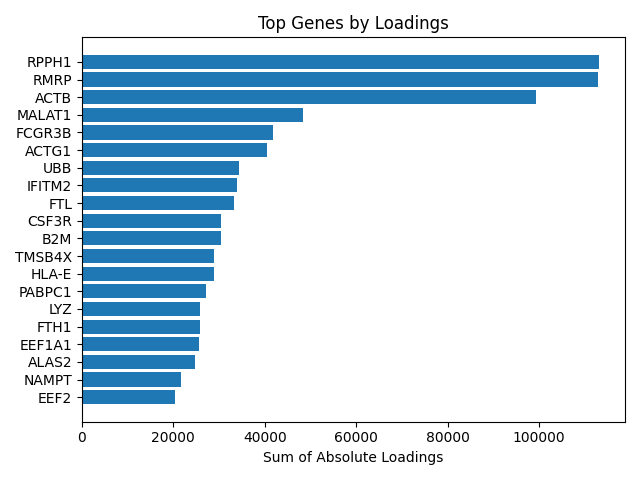 Top Genes by Loadings
RPPH1
RMRP
ACTB
MALAT1
FCGR3B
ACTG1
UBB
IFITM2
FTL
CSF3R
B2M
TMSB4X
HLA-E
PABPC1
LYZ
FTH1
EEF1A1
ALAS2
NAMPT
EEF2
0 20000 40000 60000 80000 100000
Sum of Absolute Loadings